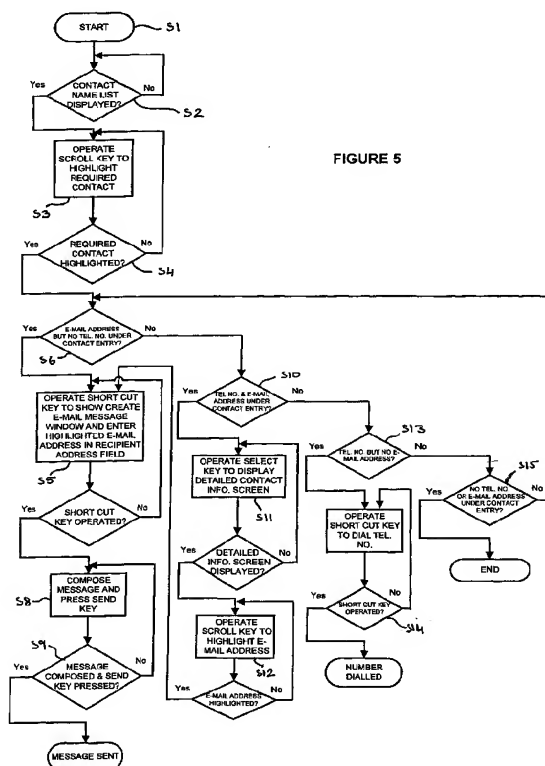 START
S1
Yes
CONTACT
NAME LIST
DISPLAYED?
No
S2
OPERATE
SCROLL KEY TO
HIGHLIGHT
REQUIRED
CONTACT
S3
FIGURE 5
Yes
REQUIRED
CONTACT
HIGHLIGHTED?
No
S4
Yes
E-MAIL ADDRESS
BUT NO TEL. NO. UNDER
CONTACT ENTRY?
No
S6
OPERATE SHORT CUT
KEY TO SHOW CREATE
E-MAIL MESSAGE
WINDOW AND ENTER
HIGHLIGHTED E-MAIL
ADDRESS IN RECIPIENT
ADDRESS FIELD
S5
Yes
SHORT CUT
KEY OPERATED?
No
S8
COMPOSE
MESSAGE AND
PRESS SEND
KEY
S9
Yes
MESSAGE
COMPOSED & SEND
KEY PRESSED?
No
MESSAGE SENT
S10
Yes
TEL NO. & E-MAIL
ADDRESS UNDER
CONTACT ENTRY?
No
OPERATE SELECT
KEY TO DISPLAY
DETAILED CONTACT
INFO. SCREEN
S11
Yes
DETAILED
INFO. SCREEN
DISPLAYED?
No
OPERATE SCROLL
KEY TO
HIGHLIGHT E-
MAIL ADDRESS
S12
Yes
E-MAIL ADDRESS
HIGHLIGHTED?
No
S13
Yes
TEL. NO. BUT NO E-
MAIL ADDRESS?
No
OPERATE
SHORT CUT KEY
TO DIAL TEL.
NO.
Yes
SHORT CUT KEY
OPERATED?
No
S14
NUMBER
DIALLED
S15
Yes
NO TEL. NO
OR E-MAIL ADDRESS
UNDER CONTACT
ENTRY?
No
END